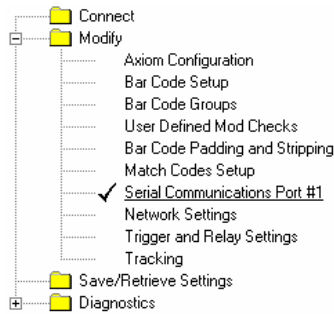 Connect
Modify
Axiom Configuration
Bar Code Setup
Bar Code Groups
User Defined Mod Checks
Bar Code Padding and Stripping
Match Codes Setup
Serial Communications Port #1
Network Settings
Trigger and Relay Settings
Tracking
Save/Retrieve Settings
Diagnostics